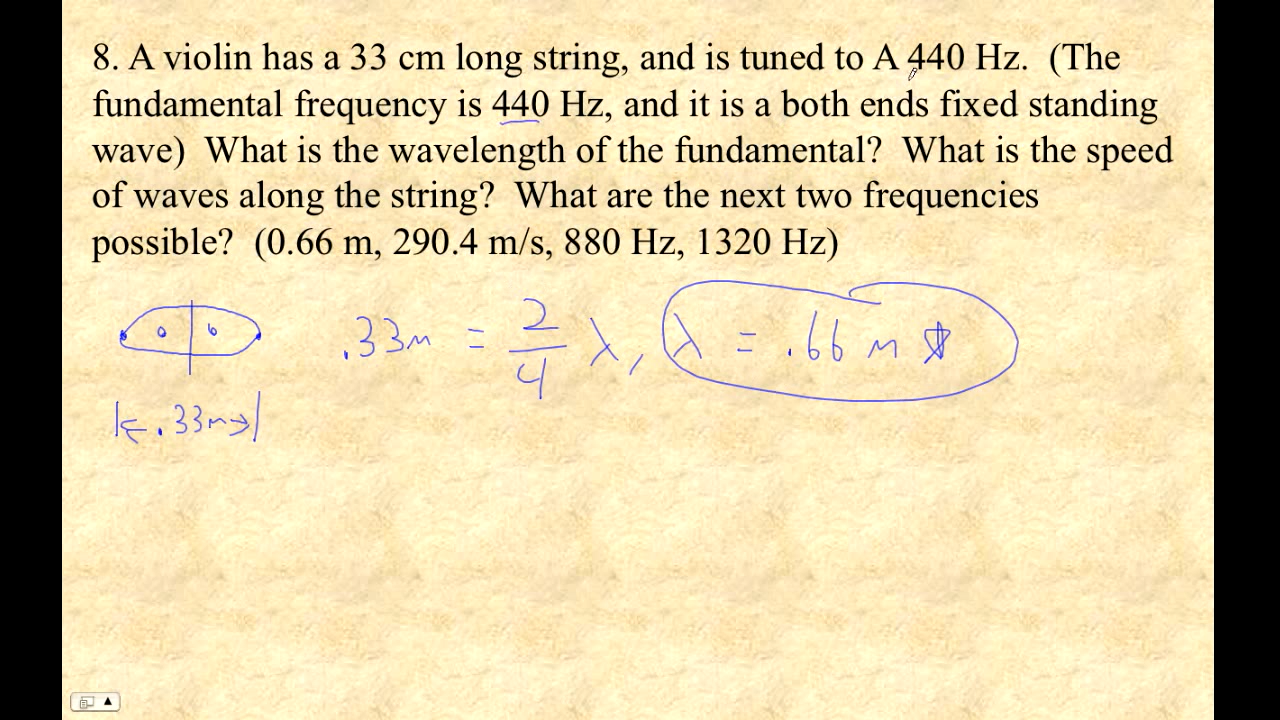 8. A violin has a 33 cm long string, and is tuned to A 440 Hz. (The
fundamental frequency is 440 Hz, and it is a both ends fixed standing
wave) What is the wavelength of the fundamental? What is the speed
of waves along the string? What are the next two frequencies
possible? (0.66 m, 290.4 m/s, 880 Hz, 1320 Hz)
.33m = 2/4 λ, λ = .66 m
.33m